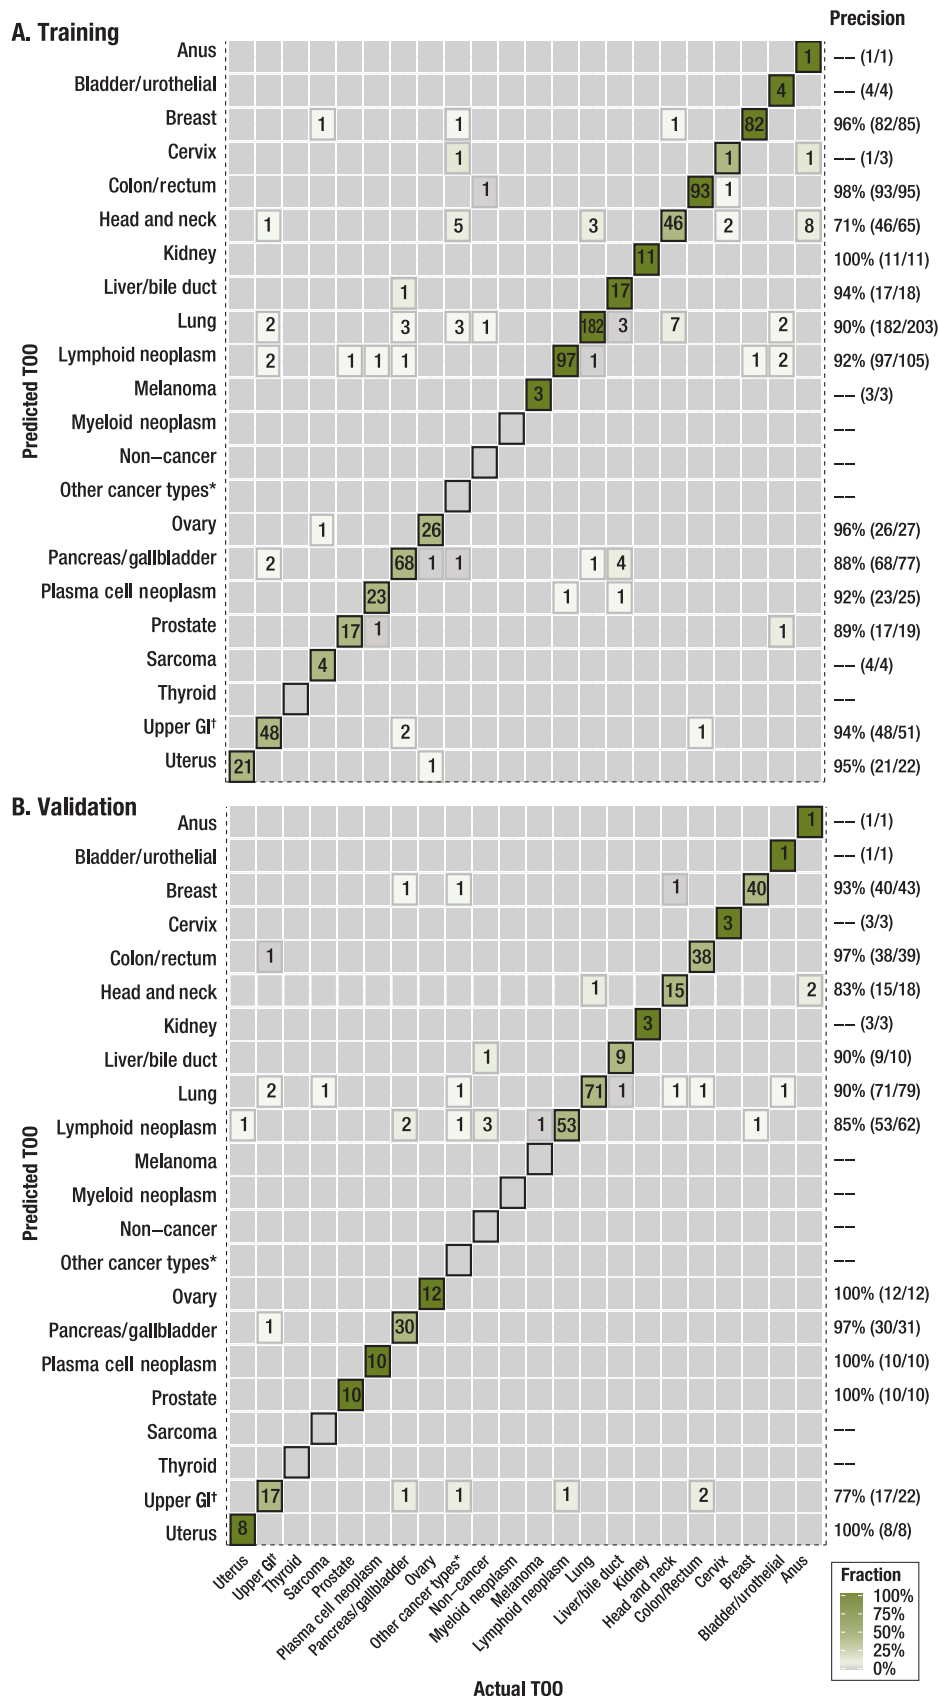 Precision
A. Training
Anus 1 –– (1/1)
Bladder/urothelial 4 –– (4/4)
Breast 1 1 1 82 96% (82/85)
Cervix 1 1 1 –– (1/3)
Colon/rectum 1 93 1 98% (93/95)
Head and neck 1 5 3 46 2 8 71% (46/65)
Kidney 11 100% (11/11)
Liver/bile duct 1 17 94% (17/18)
Lung 2 3 3 1 182 3 7 2 90% (182/203)
Lymphoid neoplasm 2 1 1 1 97 1 1 2 92% (97/105)
Melanoma 3 –– (3/3)
Myeloid neoplasm ––
Non–cancer ––
Other cancer types* ––
Ovary 1 26 96% (26/27)
Pancreas/gallbladder 2 68 1 1 1 4 88% (68/77)
Plasma cell neoplasm 23 1 1 92% (23/25)
Prostate 17 1 1 89% (17/19)
Sarcoma 4 –– (4/4)
Thyroid ––
Upper GI† 48 2 1 94% (48/51)
Uterus 21 1 95% (21/22)
Predicted TOO
B. Validation
Anus 1 –– (1/1)
Bladder/urothelial 1 –– (1/1)
Breast 1 1 1 40 93% (40/43)
Cervix 3 –– (3/3)
Colon/rectum 1 38 97% (38/39)
Head and neck 1 15 2 83% (15/18)
Kidney 3 –– (3/3)
Liver/bile duct 1 9 90% (9/10)
Lung 2 1 1 71 1 1 1 1 90% (71/79)
Lymphoid neoplasm 1 2 1 3 1 53 1 85% (53/62)
Melanoma ––
Myeloid neoplasm ––
Non–cancer ––
Other cancer types* ––
Ovary 12 100% (12/12)
Pancreas/gallbladder 1 30 97% (30/31)
Plasma cell neoplasm 10 100% (10/10)
Prostate 10 100% (10/10)
Sarcoma ––
Thyroid ––
Upper GI† 17 1 1 1 2 77% (17/22)
Uterus 8 100% (8/8)
Predicted TOO
Uterus
Upper GI†
Thyroid
Sarcoma
Prostate
Plasma cell neoplasm
Pancreas/gallbladder
Ovary
Other cancer types*
Non–cancer
Myeloid neoplasm
Melanoma
Lymphoid neoplasm
Lung
Liver/bile duct
Kidney
Head and neck
Colon/Rectum
Cervix
Breast
Bladder/urothelial
Anus
Actual TOO
Fraction
100%
75%
50%
25%
0%